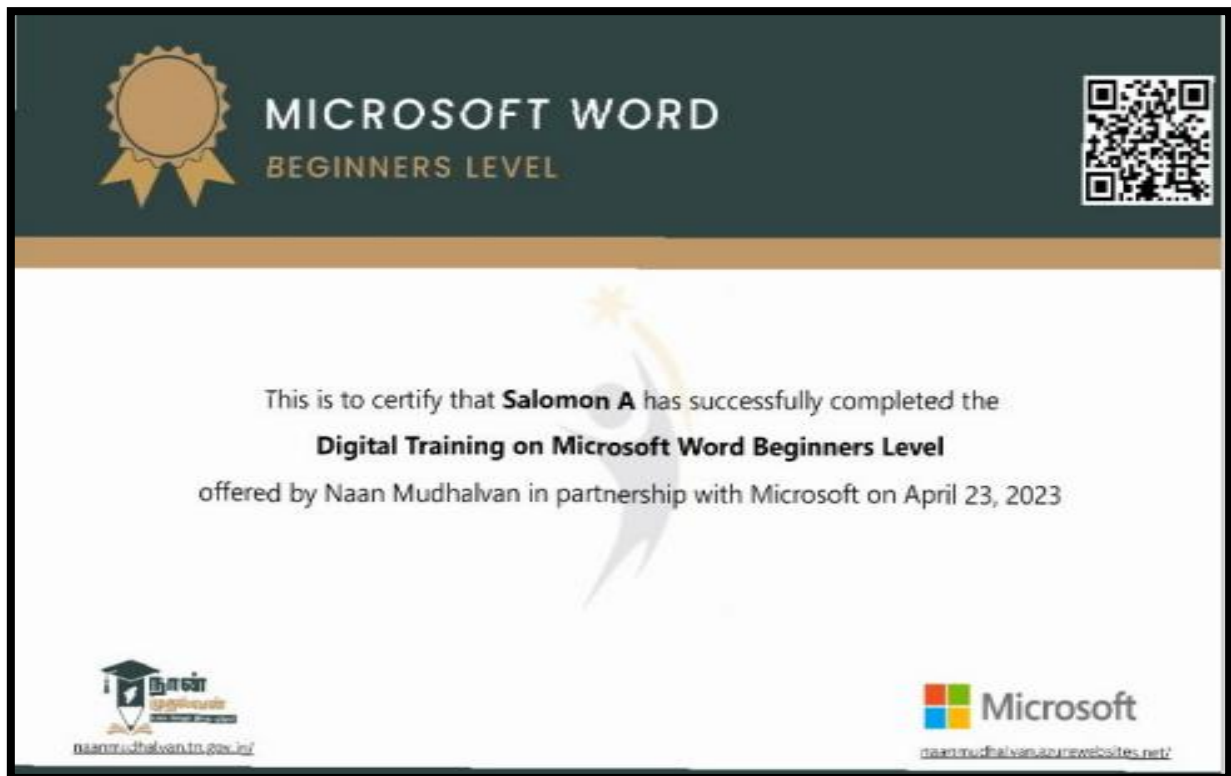 MICROSOFT WORD
BEGINNERS LEVEL
This is to certify that Salomon A has successfully completed the
Digital Training on Microsoft Word Beginners Level
offered by Naan Mudhalvan in partnership with Microsoft on April 23, 2023
நான்
முதல்வன்
naanmudhalvan.tn.gov.in/
Microsoft
naanmudhalvan.azurewebsites.net/